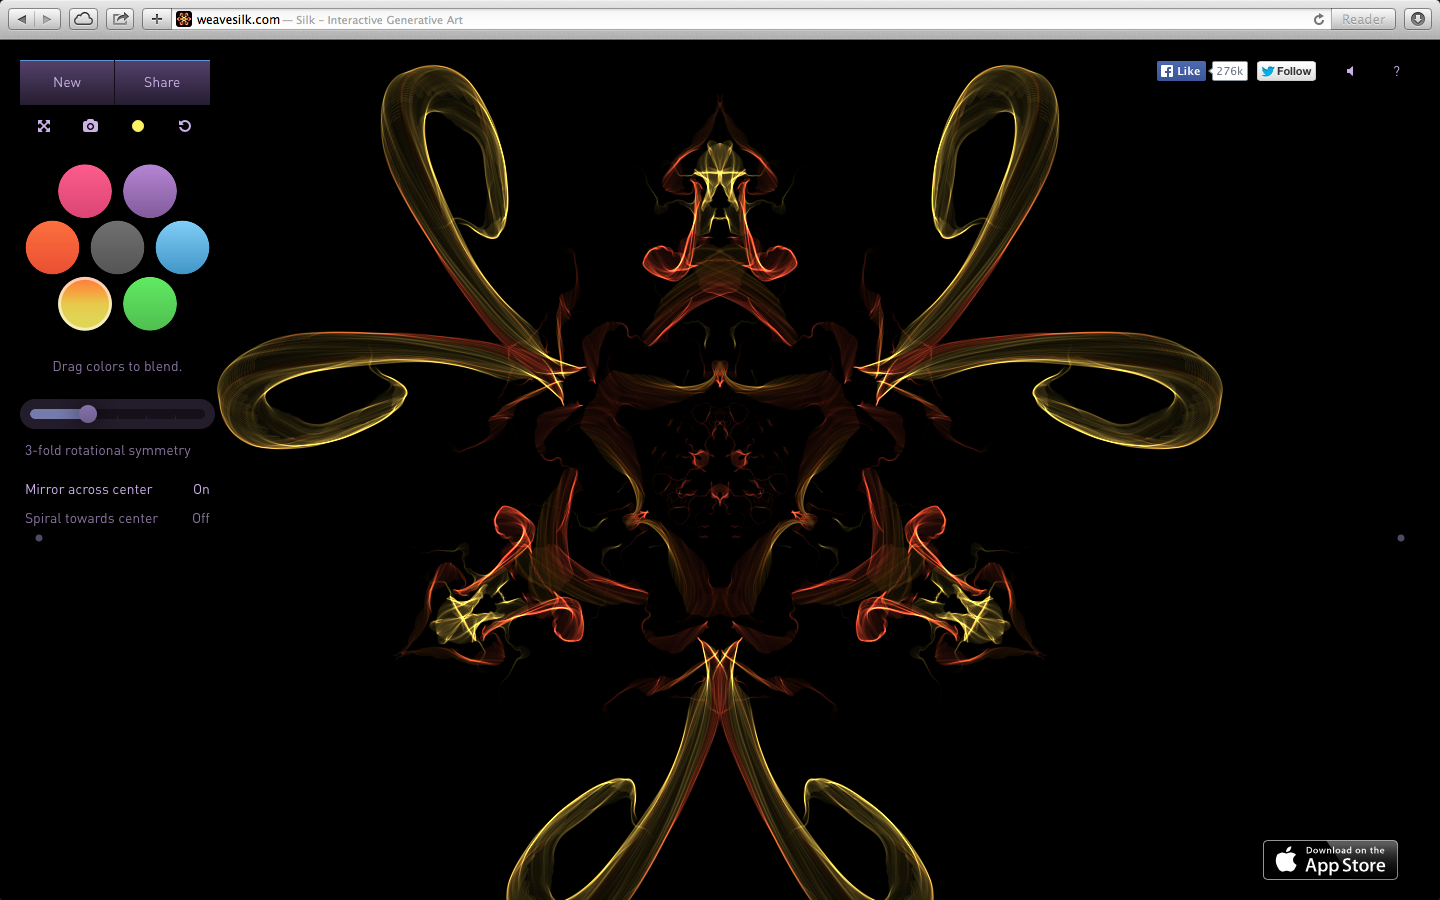 weavesilk.com — Silk – Interactive Generative Art
Reader
New
Share
Like
276k
Follow
?
Drag colors to blend.
3-fold rotational symmetry
Mirror across center On
Spiral towards center Off
Download on the
App Store